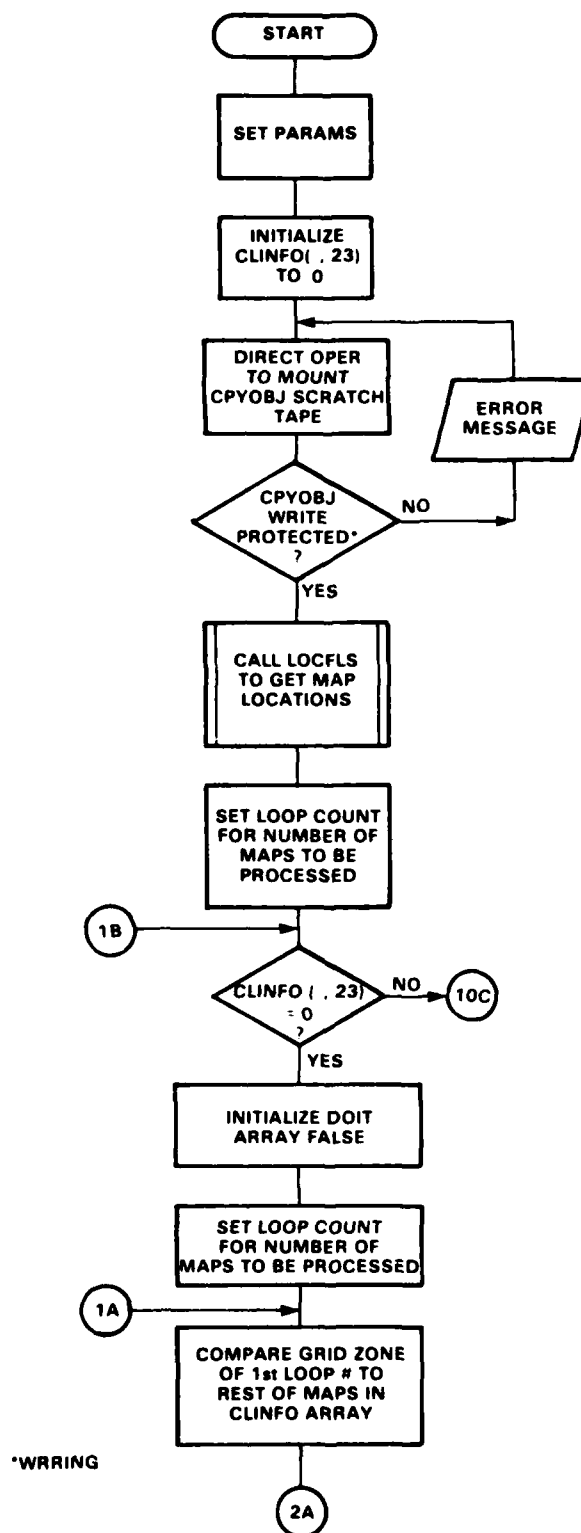 START
SET PARAMS
INITIALIZE
CLINFO( , 23)
TO 0
DIRECT OPER
TO MOUNT
CPYOBJ SCRATCH
TAPE
ERROR
MESSAGE
CPYOBJ
WRITE
PROTECTED*
?
NO
YES
CALL LOCFLS
TO GET MAP
LOCATIONS
SET LOOP COUNT
FOR NUMBER OF
MAPS TO BE
PROCESSED
1B
CLINFO ( , 23)
= 0
?
NO
10C
YES
INITIALIZE DOIT
ARRAY FALSE
SET LOOP COUNT
FOR NUMBER OF
MAPS TO BE PROCESSED
1A
COMPARE GRID ZONE
OF 1st LOOP # TO
REST OF MAPS IN
CLINFO ARRAY
*WRRING
2A